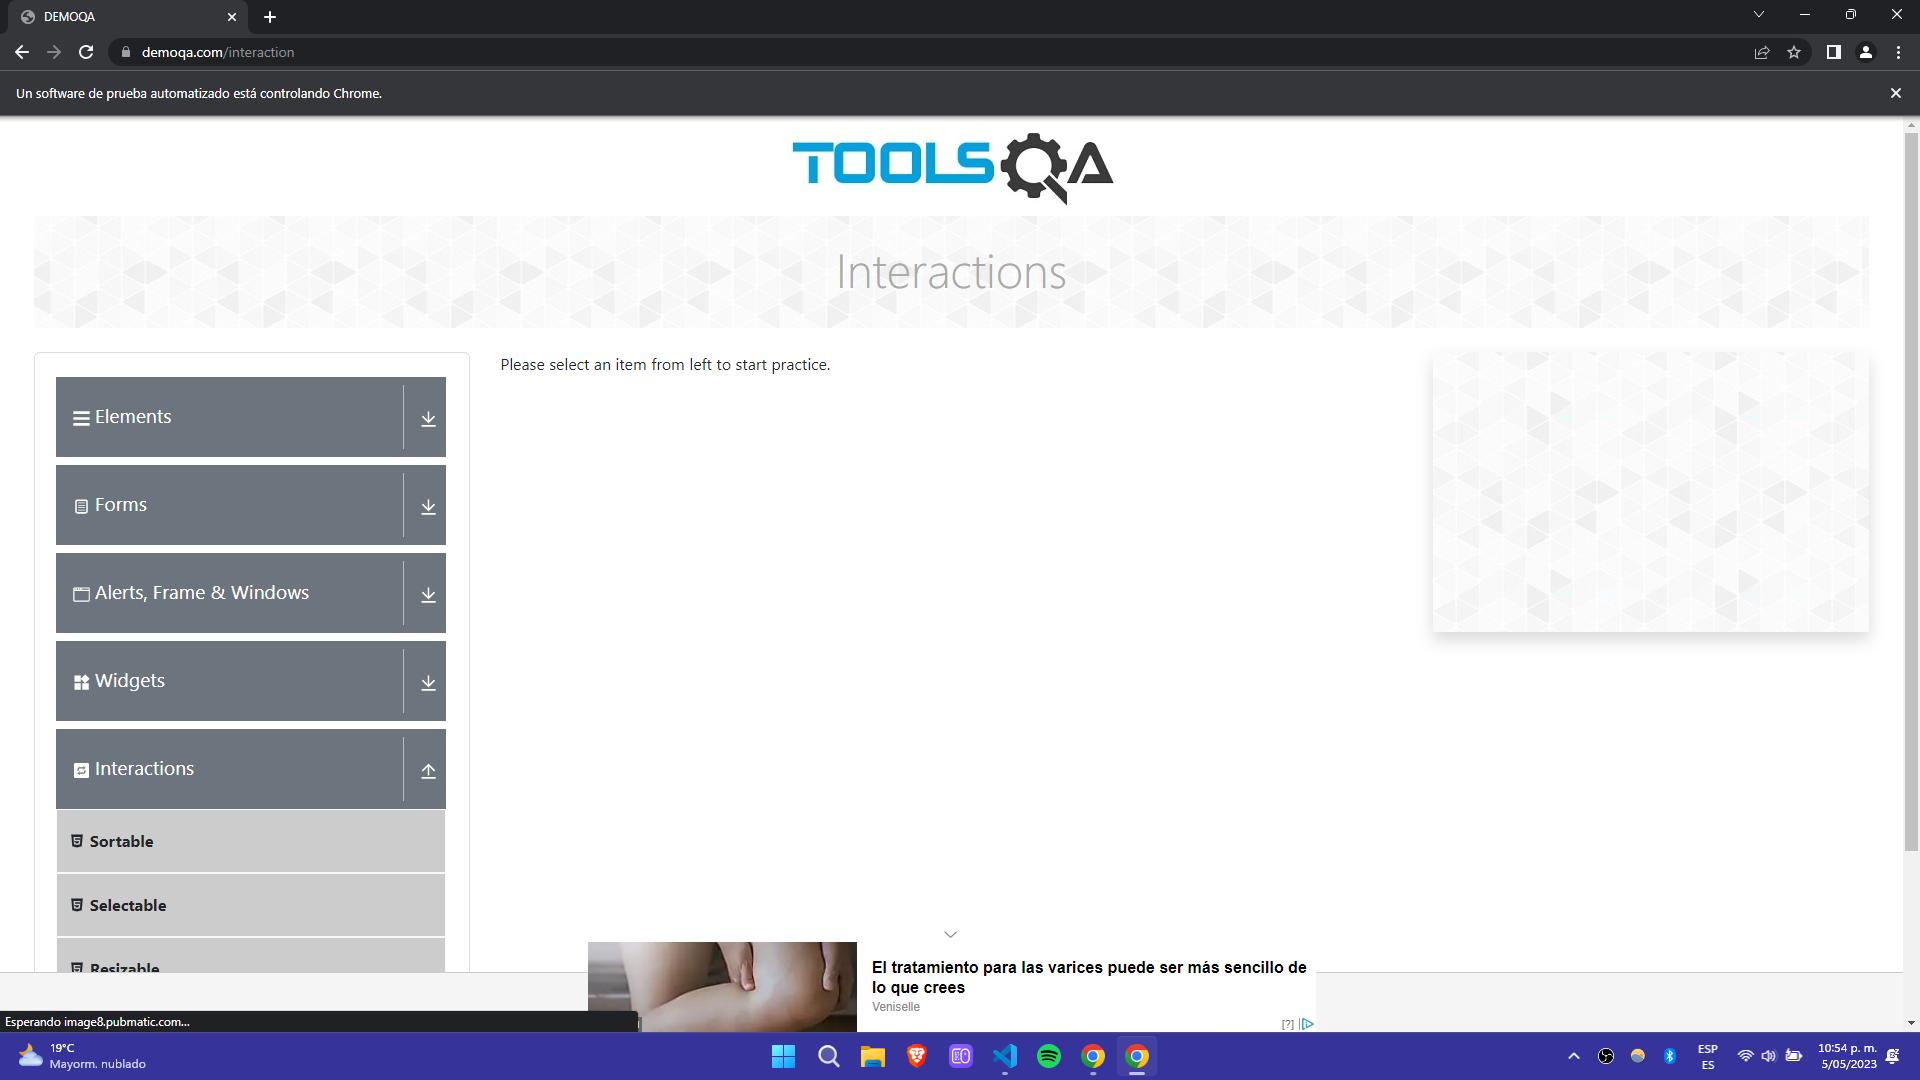 DEMOQA
demoqa.com/interaction
Un software de prueba automatizado está controlando Chrome.
TOOLSQA
Interactions
Elements
Please select an item from left to start practice.
Forms
Alerts, Frame & Windows
Widgets
Interactions
Sortable
Selectable
Resizable
El tratamiento para las varices puede ser más sencillo de
lo que crees
Veniselle
[?]
Esperando image8.pubmatic.com...
19°C
Mayorm. nublado
ESP
ES
10:54 p. m.
5/05/2023